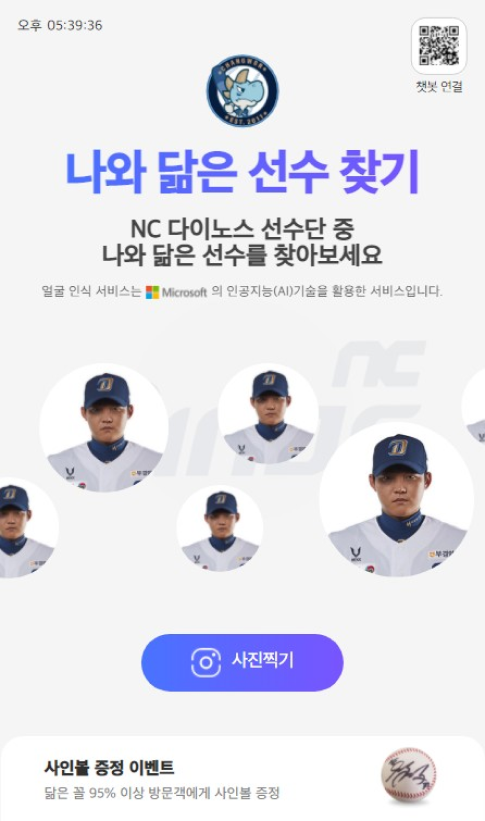 오후 05:39:36
챗봇 연결
CHANGWON
EST. 2011
나와 닮은 선수 찾기
NC 다이노스 선수단 중
나와 닮은 선수를 찾아보세요
얼굴 인식 서비스는 Microsoft 의 인공지능(AI)기술을 활용한 서비스입니다.
nc
사진찍기
사인볼 증정 이벤트
닮은 꼴 95% 이상 방문객에게 사인볼 증정